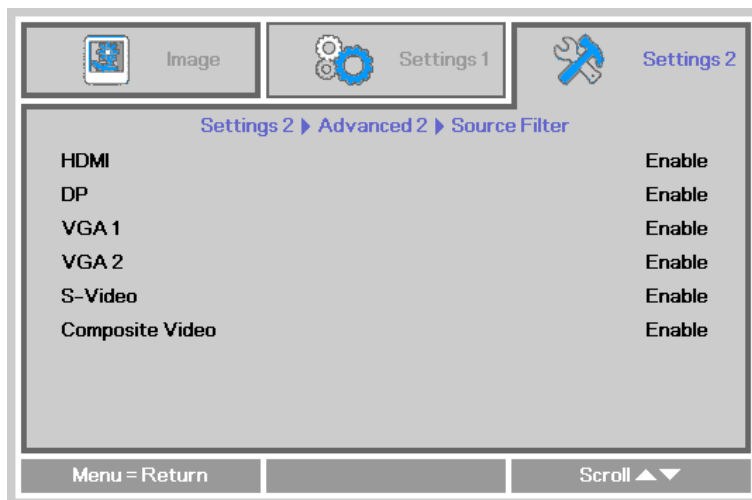 Image
Settings 1
Settings 2
Settings 2 ▶ Advanced 2 ▶ Source Filter
HDMI Enable
DP Enable
VGA 1 Enable
VGA 2 Enable
S-Video Enable
Composite Video Enable
Menu = Return
Scroll ▲▼